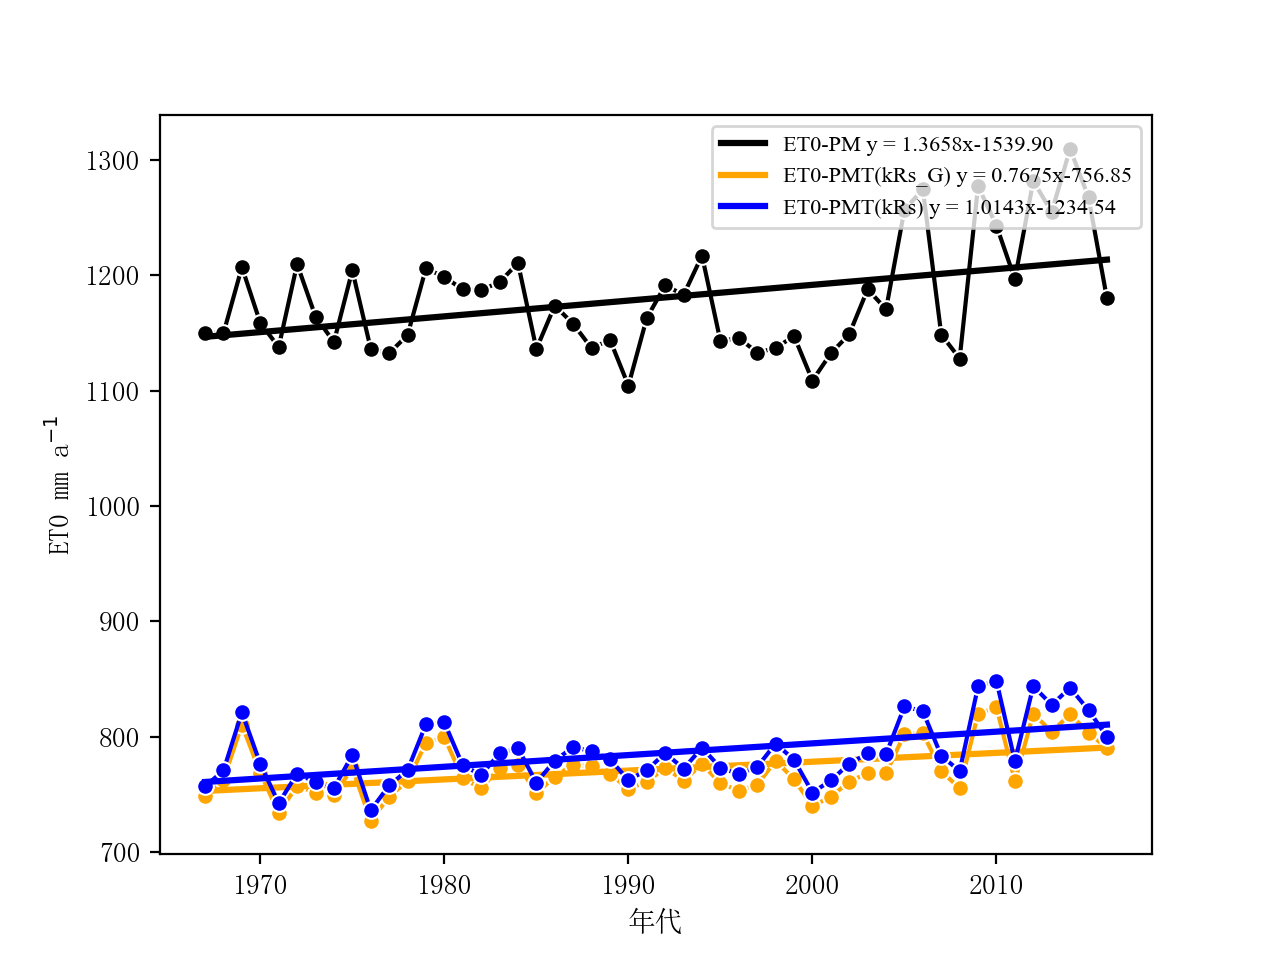 ET0-PM y = 1.3658x-1539.90
ET0-PMT(kRs_G) y = 0.7675x-756.85
ET0-PMT(kRs) y = 1.0143x-1234.54
1300
1200
1100
1000
900
800
700
ET0 mm a⁻¹
1970 1980 1990 2000 2010
年代